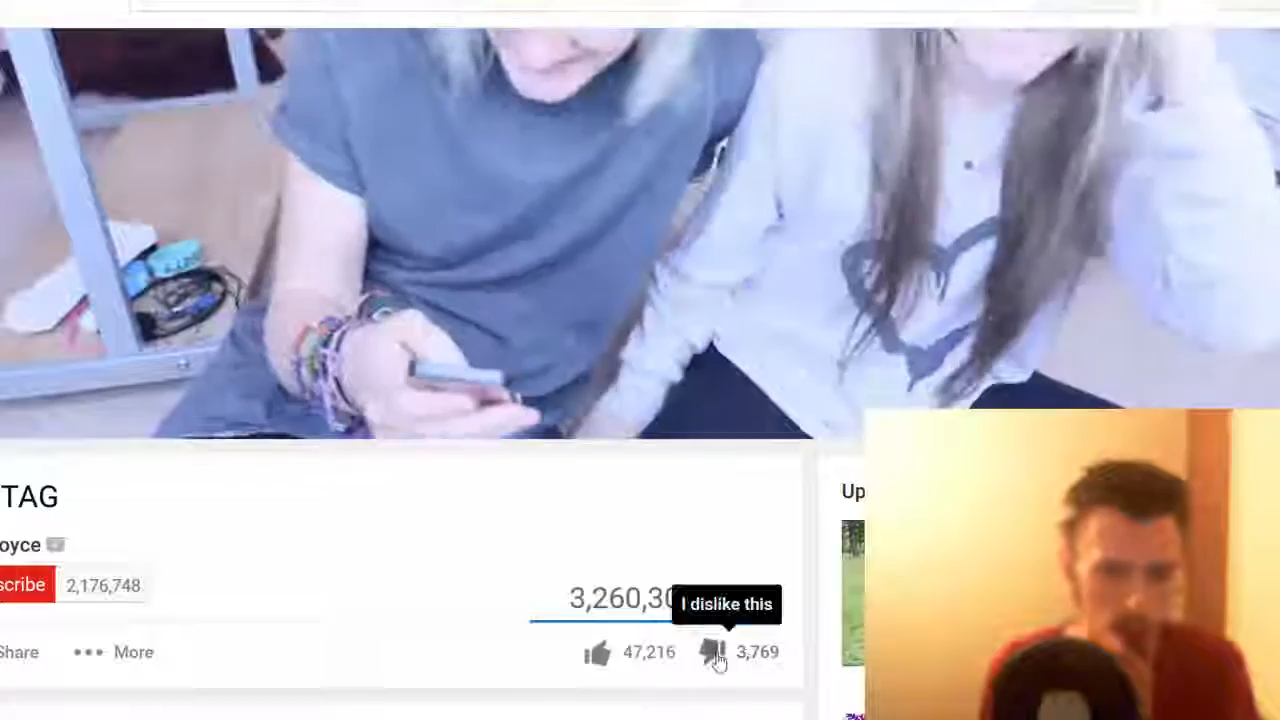 TAG
oyce
scribe 2,176,748
3,260,30
I dislike this
Share ••• More
47,216 3,769
Up